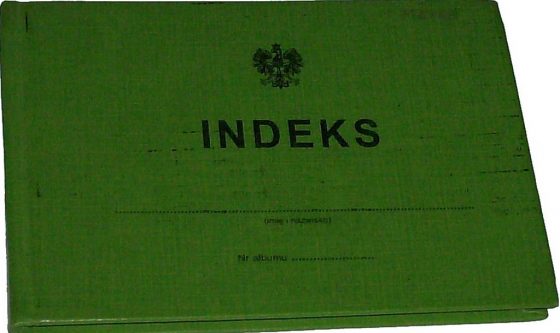 INDEKS
(imię i nazwisko)
Nr albumu ........................